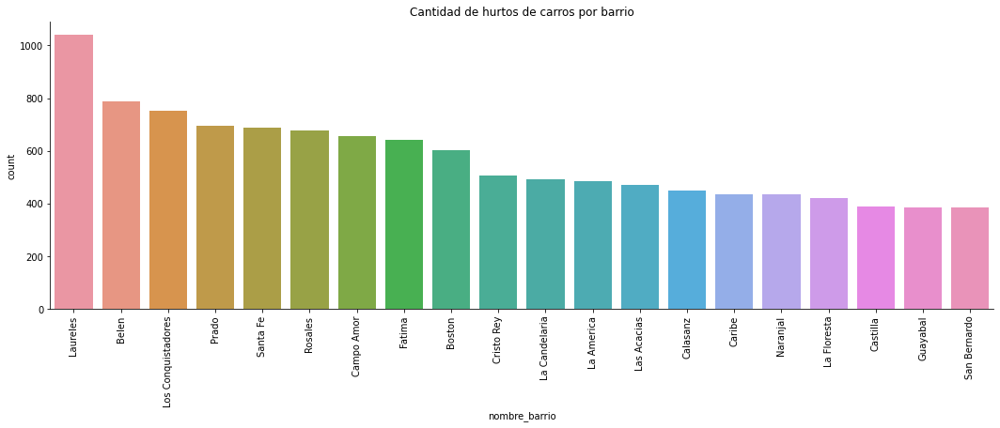 Cantidad de hurtos de carros por barrio
count
1000
800
600
400
200
0
Laureles
Belen
Los Conquistadores
Prado
Santa Fe
Rosales
Campo Amor
Fatima
Boston
Cristo Rey
La Candelaria
La America
Las Acacias
Calasanz
Caribe
Naranjal
La Floresta
Castilla
Guayabal
San Bernardo
nombre_barrio